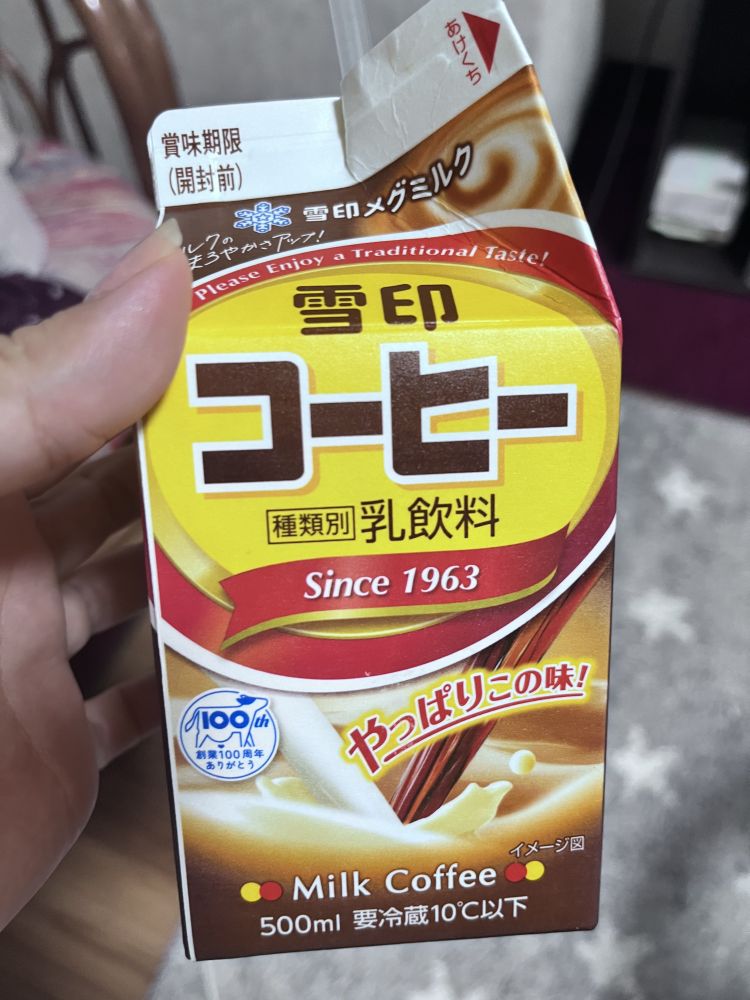 あけくち
賞味期限
(開封前)
雪印メグミルク
ルクの
まろやかさアップ!
Please Enjoy a Traditional Taste!
雪印
コーヒー
種類別 乳飲料
Since 1963
100th
創業100周年
ありがとう
やっぱりこの味!
イメージ図
Milk Coffee
500ml 要冷蔵10℃以下